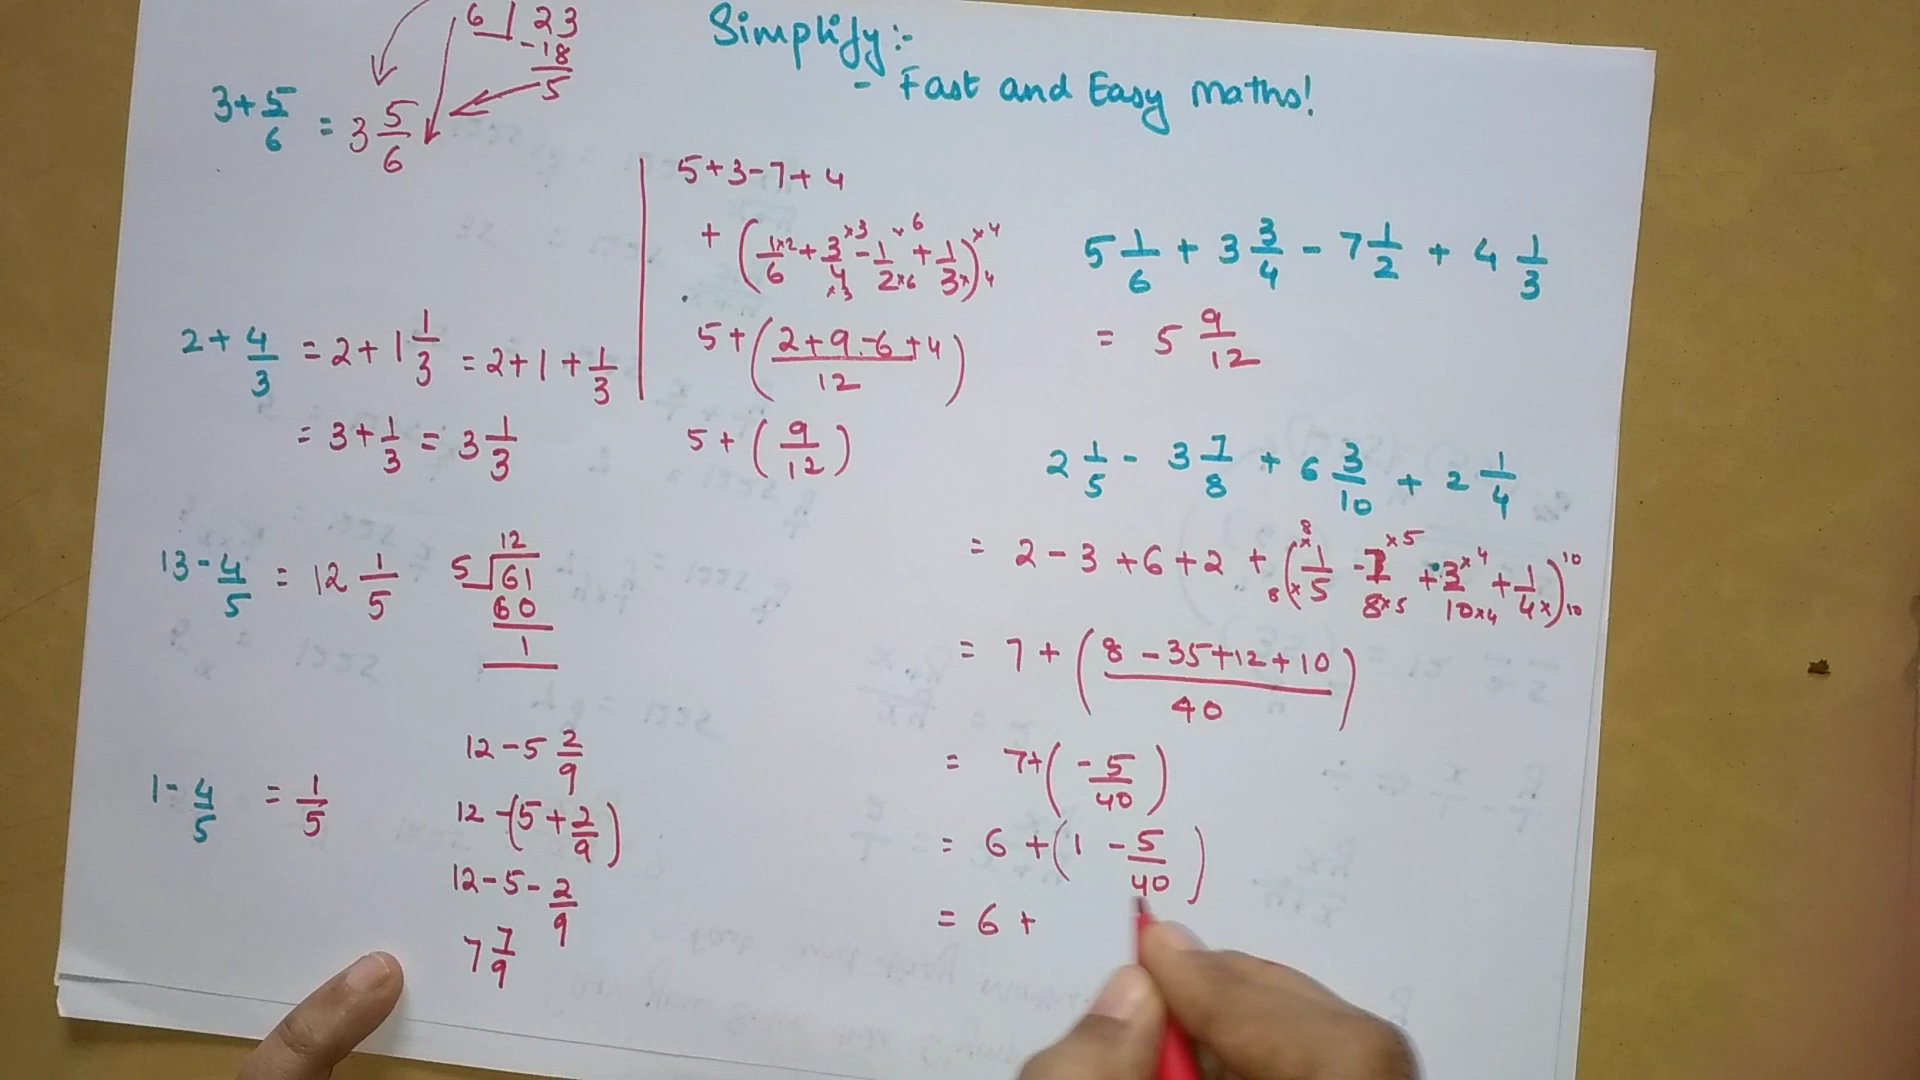 Simplify:-
- Fast and Easy maths!
6 | 23
-18
5
3+5/6 = 3 5/6
2+4/3 = 2+1 1/3 = 2+1+1/3
= 3+1/3 = 3 1/3
13-4/5 = 12 1/5
12
5 √61
60
1
1-4/5 = 1/5
12-5 2/9
12-(5+2/9)
12-5-2/9
7 7/9
5+3-7+4
+ (1×2/6 + 3×3/4×3 - 1×6/2×6 + 1×4/3×4)
5+(2+9-6+4/12)
5+(9/12)
5 1/6 + 3 3/4 - 7 1/2 + 4 1/3
= 5 9/12
2 1/5 - 3 7/8 + 6 3/10 + 2 1/4
= 2-3+6+2 + (8×1/8×5 - 7×5/8×5 + 3×4/10×4 + 1×10/4×10)
= 7+(8-35+12+10/40)
= 7+(-5/40)
= 6+(1-5/40)
= 6+